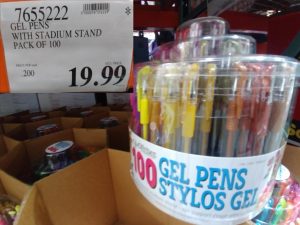 7655222
GEL PENS
WITH STADIUM STAND
PACK OF 100
200
19.99
100
GEL PENS
STYLOS GEL